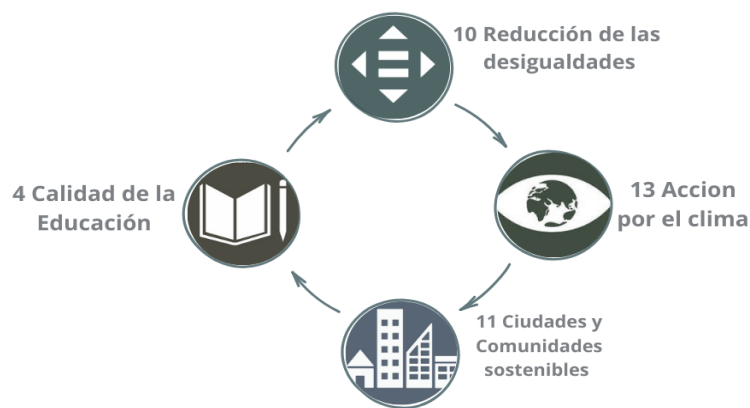 10 Reducción de las
desigualdades
4 Calidad de la
Educación
13 Accion
por el clima
11 Ciudades y
Comunidades
sostenibles